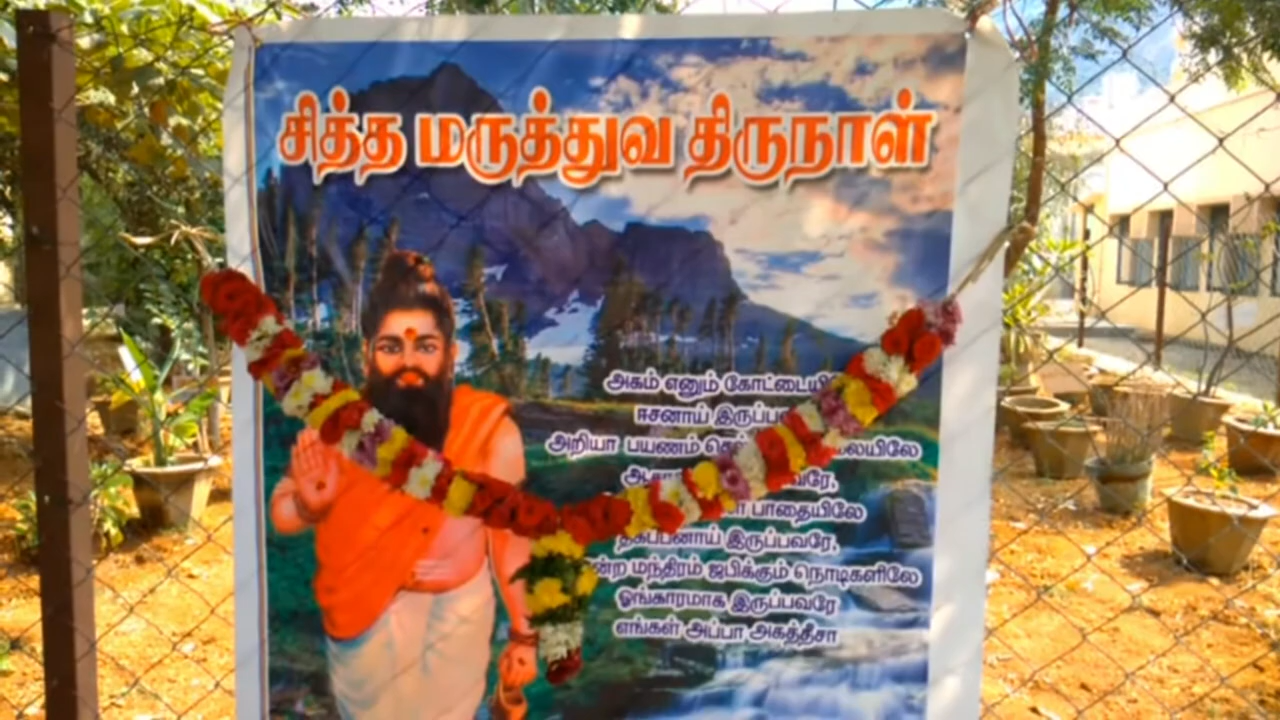 சித்த மருத்துவ திருநாள்
அகம் எனும்
ஈசனாய்
அறியா பயணம்
பாதையிலே
தகப்பனாய் இருப்பவரே,
மந்திரம் ஜபிக்கும் நொடிகளிலே
ஓங்காரமாக இருப்பவரே
எங்கள் அப்பா அகத்தீசா